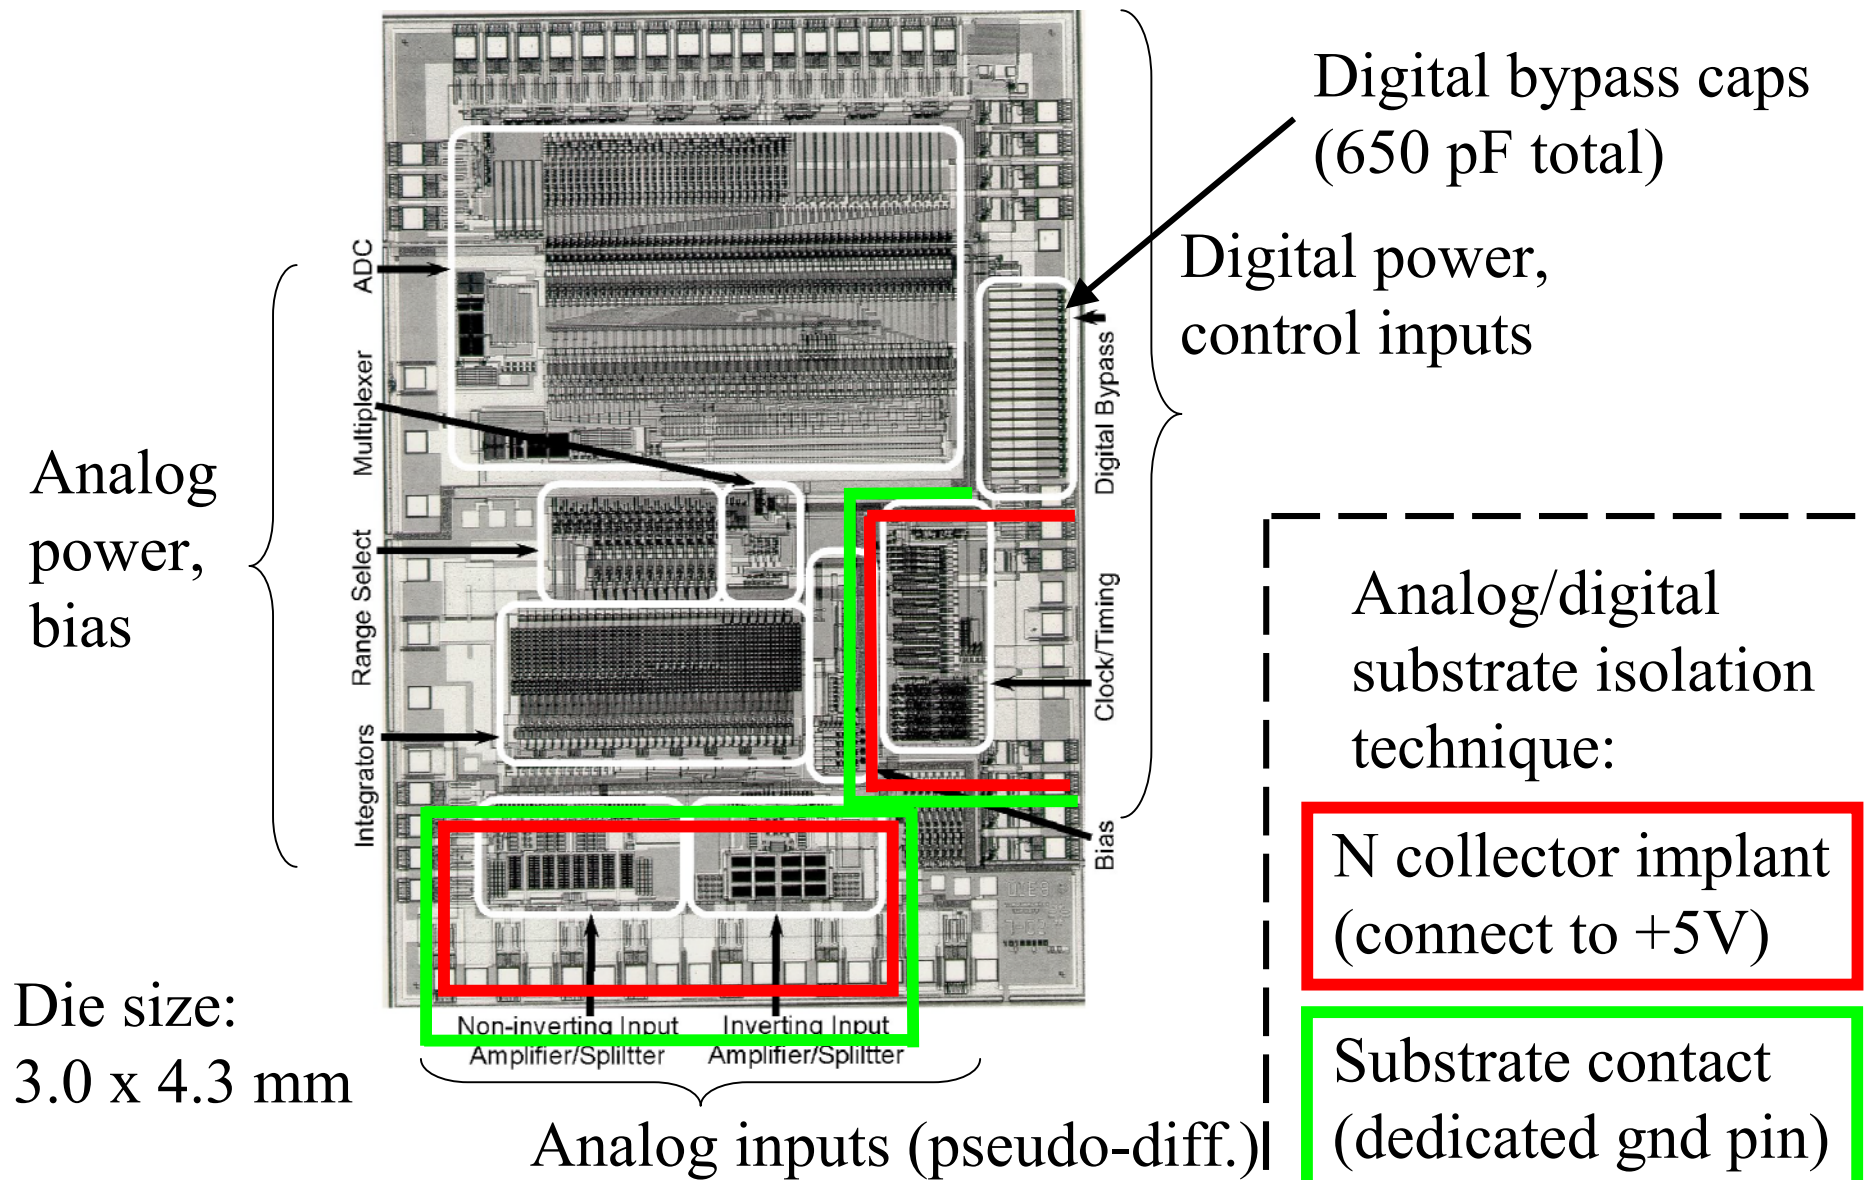 Digital bypass caps
(650 pF total)
Digital power,
control inputs
ADC
Multiplexer
Range Select
Integrators
Analog
power,
bias
Digital Bypass
Clock/Timing
Bias
Analog/digital
substrate isolation
technique:
N collector implant
(connect to +5V)
Substrate contact
(dedicated gnd pin)
Non-inverting Input
Amplifier/Spliltter
Inverting Input
Amplifier/Spliltter
Die size:
3.0 x 4.3 mm
Analog inputs (pseudo-diff.)